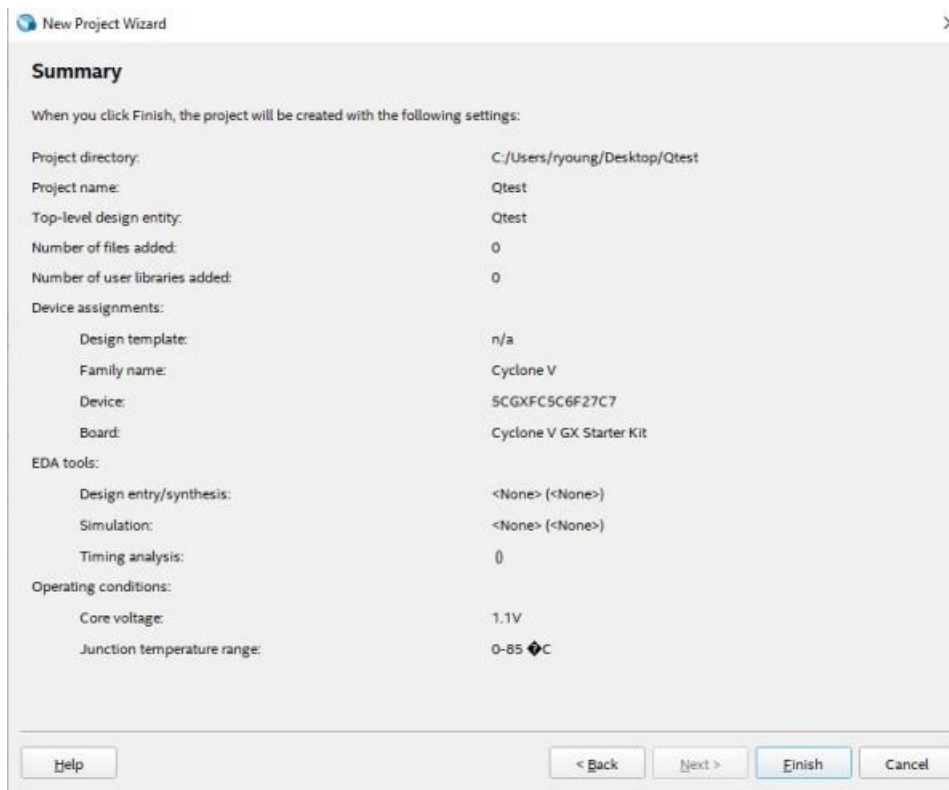 New Project Wizard
Summary
When you click Finish, the project will be created with the following settings:
Project directory: C:/Users/ryoung/Desktop/Qtest
Project name: Qtest
Top-level design entity: Qtest
Number of files added: 0
Number of user libraries added: 0
Device assignments:
Design template: n/a
Family name: Cyclone V
Device: 5CGXFC5C6F27C7
Board: Cyclone V GX Starter Kit
EDA tools:
Design entry/synthesis: <None> (<None>)
Simulation: <None> (<None>)
Timing analysis: ()
Operating conditions:
Core voltage: 1.1V
Junction temperature range: 0-85 �C
Help < Back Next > Finish Cancel